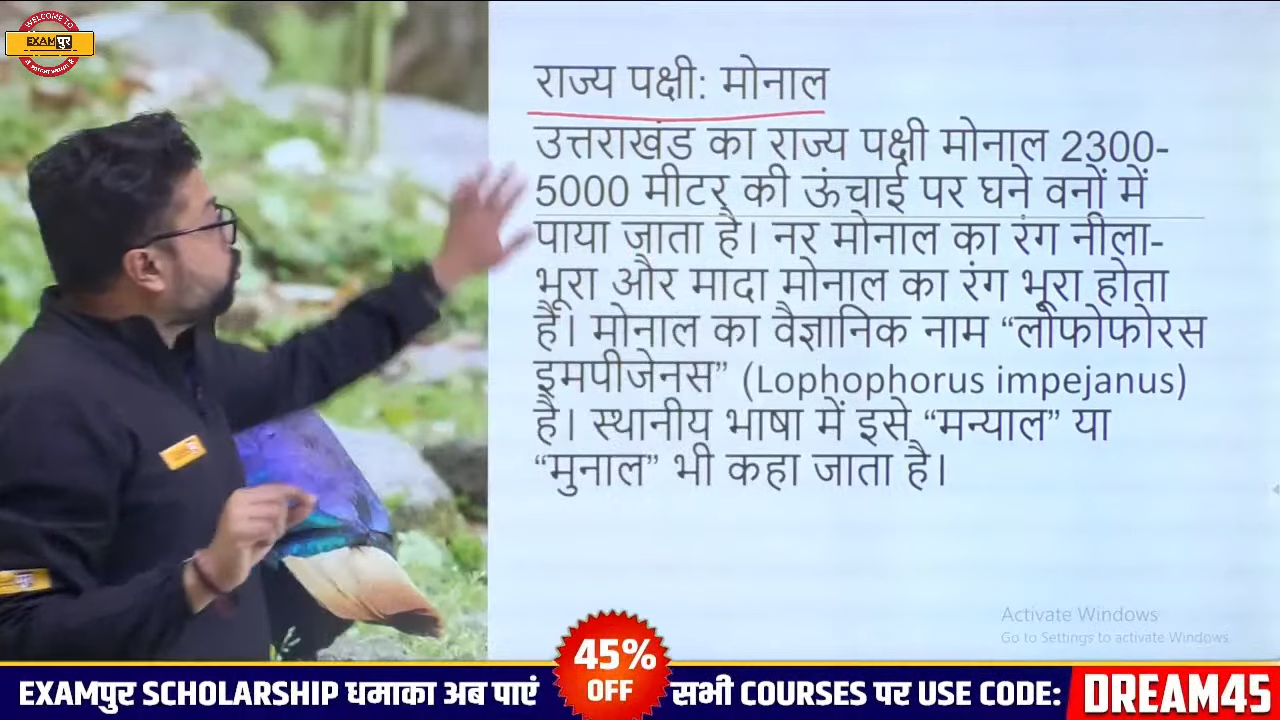 WELCOME TO
EXAMपुर
राज्य पक्षी: मोनाल
उत्तराखंड का राज्य पक्षी मोनाल 2300-
5000 मीटर की ऊंचाई पर घने वनों में
पाया जाता है। नर मोनाल का रंग नीला-
भूरा और मादा मोनाल का रंग भूरा होता
है। मोनाल का वैज्ञानिक नाम “लोफोफोरस
इमपीजेनस” (Lophophorus impejanus)
है। स्थानीय भाषा में इसे “मन्याल” या
“मुनाल” भी कहा जाता है।
Activate Windows
Go to Settings to activate Windows.
EXAMपुर SCHOLARSHIP धमाका अब पाएं
45%
OFF
सभी COURSES पर USE CODE:
DREAM45